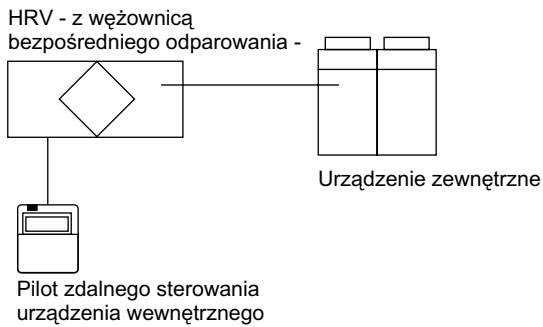 HRV - z wężownicą
bezpośredniego odparowania -
Urządzenie zewnętrzne
Pilot zdalnego sterowania
urządzenia wewnętrznego